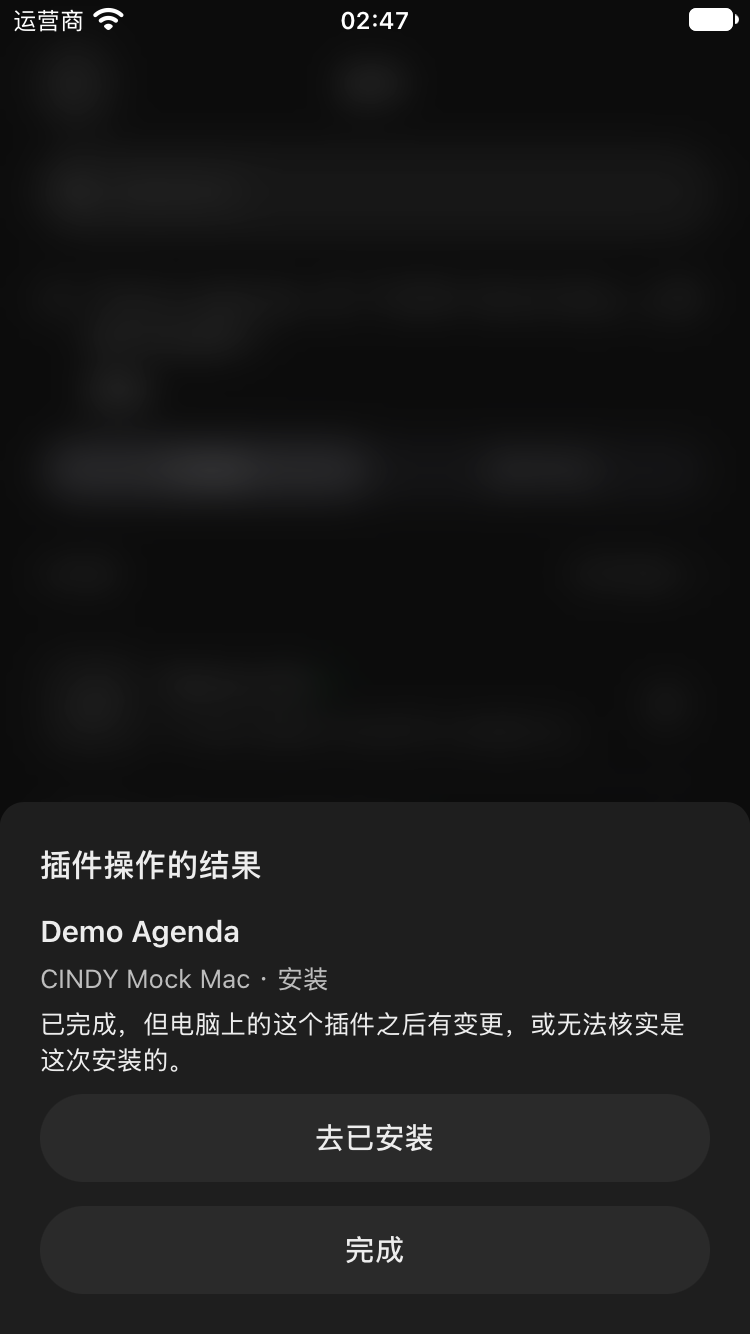 运营商
02:47
插件操作的结果
Demo Agenda
CINDY Mock Mac · 安装
已完成，但电脑上的这个插件之后有变更，或无法核实是
这次安装的。
去已安装
完成